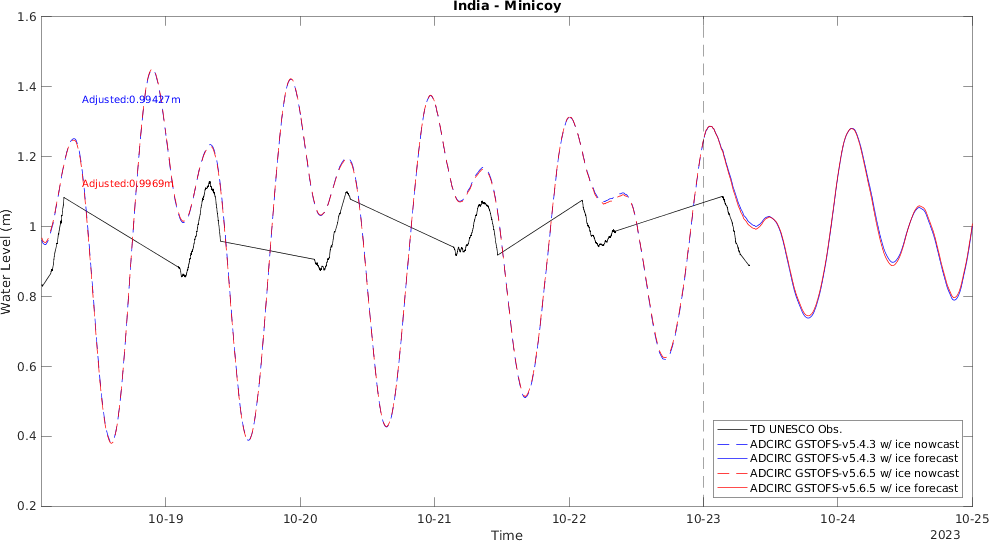 India - Minicoy
1.6
1.4
1.2
1
0.8
0.6
0.4
0.2
Water Level (m)
Adjusted:0.99427m
Adjusted:0.9969m
TD UNESCO Obs.
ADCIRC GSTOFS-v5.4.3 w/ ice nowcast
ADCIRC GSTOFS-v5.4.3 w/ ice forecast
ADCIRC GSTOFS-v5.6.5 w/ ice nowcast
ADCIRC GSTOFS-v5.6.5 w/ ice forecast
10-19 10-20 10-21 10-22 10-23 10-24 10-25
Time
2023